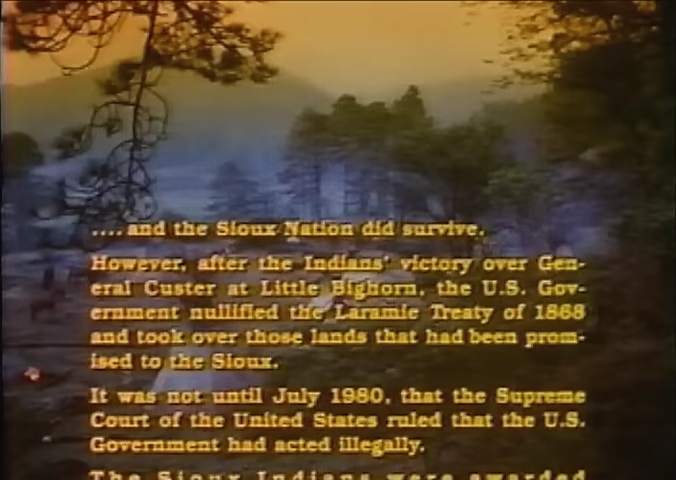 ....and the Sioux Nation did survive.
However, after the Indians' victory over Gen-
eral Custer at Little Bighorn, the U.S. Gov-
ernment nullified the Laramie Treaty of 1868
and took over those lands that had been prom-
ised to the Sioux.
It was not until July 1980, that the Supreme
Court of the United States ruled that the U.S.
Government had acted illegally.
The Sioux Indians were awarded